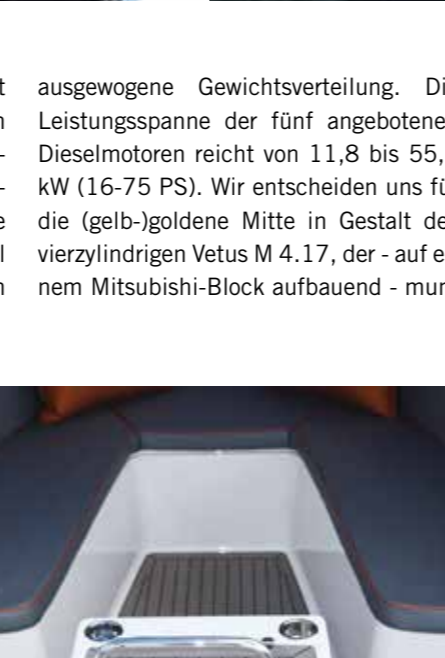 t
n
-
-
e
l
n
ausgewogene Gewichtsverteilung. Di
Leistungsspanne der fünf angebotene
Dieselmotoren reicht von 11,8 bis 55,
kW (16-75 PS). Wir entscheiden uns fü
die (gelb-)goldene Mitte in Gestalt de
vierzylindrigen Vetus M 4.17, der - auf e
nem Mitsubishi-Block aufbauend - mun